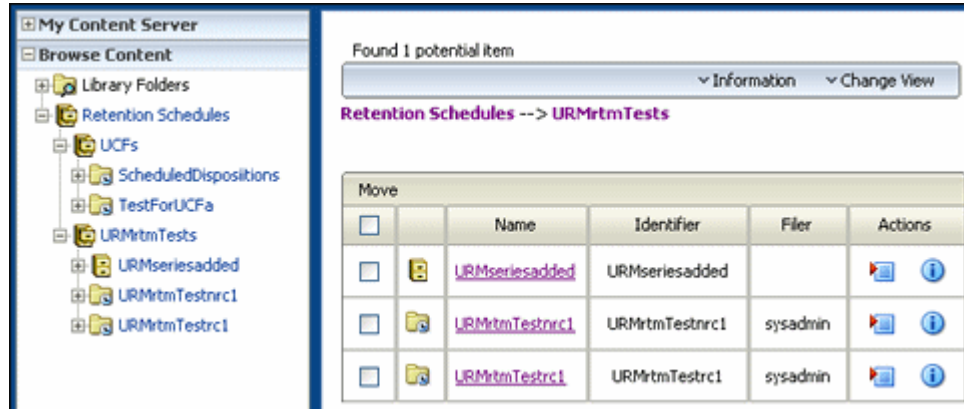 My Content Server
Browse Content
Library Folders
Retention Schedules
UCFs
ScheduledDispositions
TestForUCFa
URMrtmTests
URMseriesadded
URMrtmTestnrc1
URMrtmTestrc1
Found 1 potential item
Information Change View
Retention Schedules --> URMrtmTests
Move
Name Identifier Filer Actions
URMseriesadded URMseriesadded
URMrtmTestnrc1 URMrtmTestnrc1 sysadmin
URMrtmTestrc1 URMrtmTestrc1 sysadmin